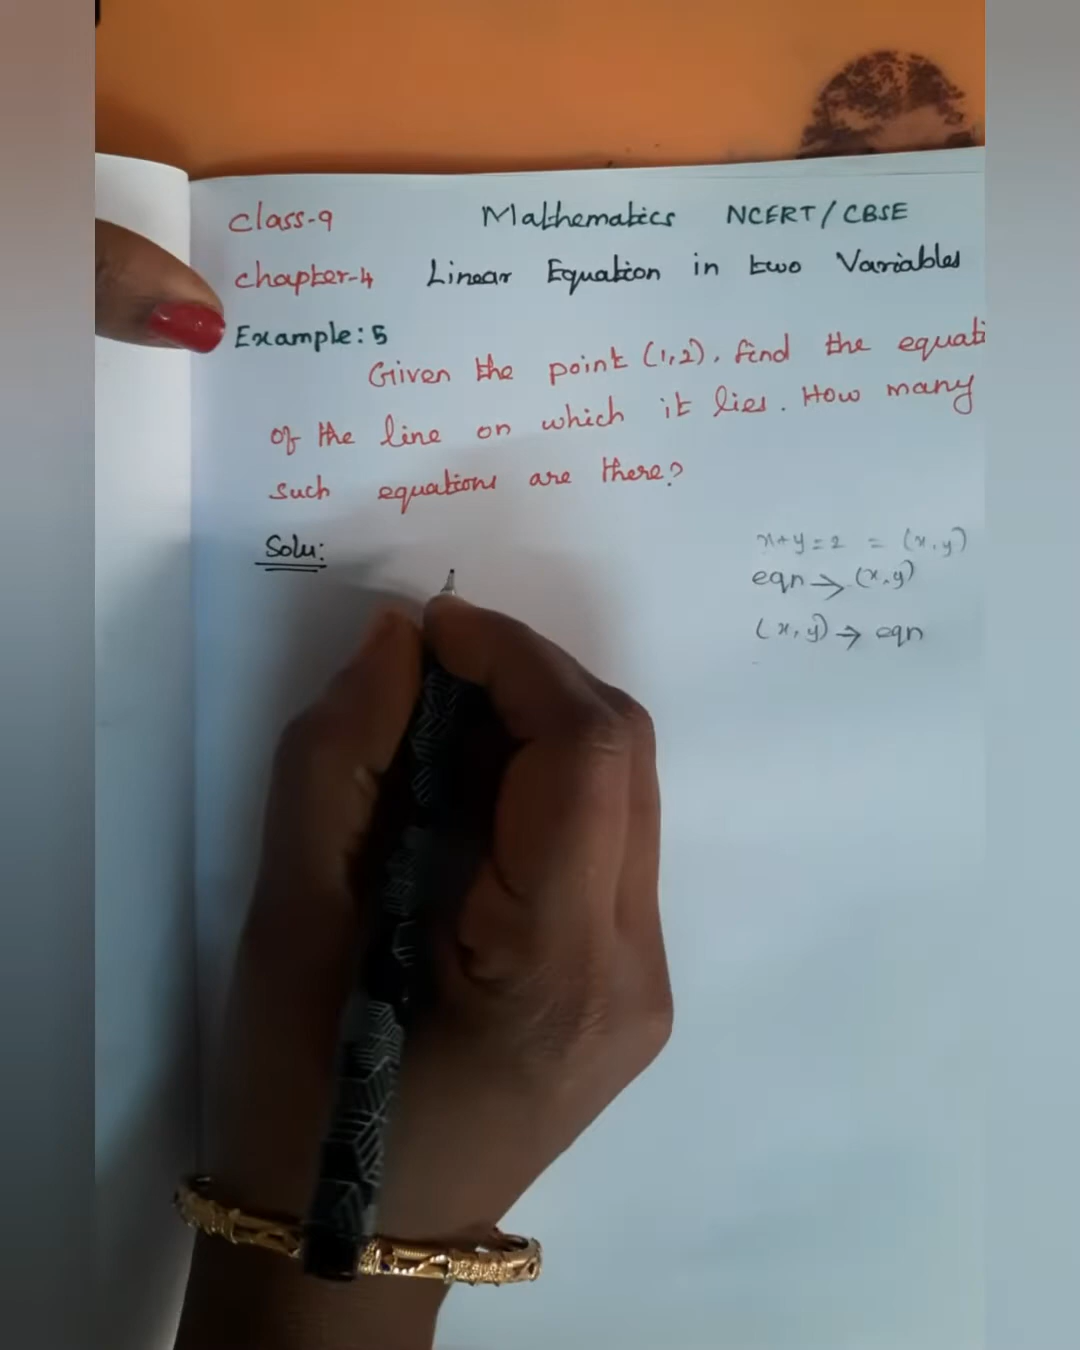 Class-9 Mathematics NCERT/CBSE
Chapter-4 Linear Equation in two Variables
Example: 5
Given the point (1,2), find the equati
of the line on which it lies. How many
such equations are there?
Solu:
x+y=2 = (x,y)
eqn → (x,y)
(x,y) → eqn